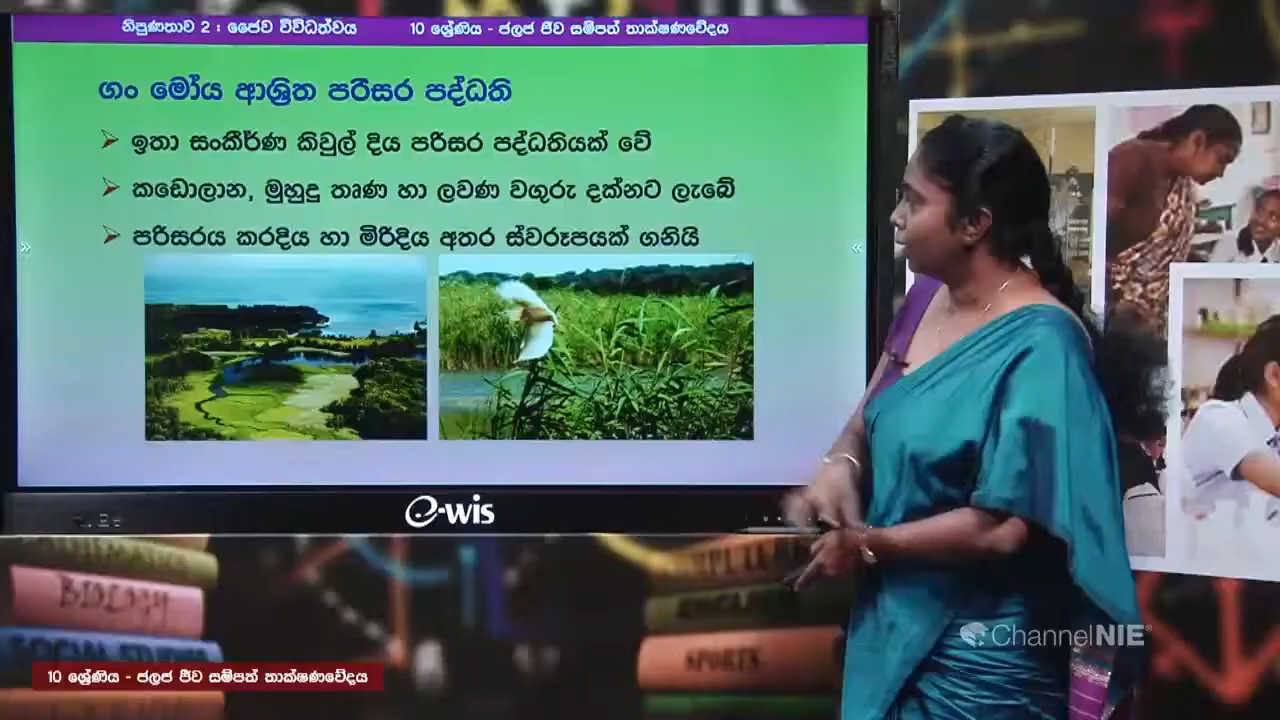 නිපුණතාව 2 : ජෛව විවිධත්වය 10 ශ්‍රේණිය - ජලජ ජීව සම්පත් තාක්ෂණවේදය
ගං මෝය ආශ්‍රිත පරිසර පද්ධති
ඉතා සංකීර්ණ කිවුල් දිය පරිසර පද්ධතියක් වේ
කඩොලාන, මුහුදු තෘණ හා ලවණ වගුරු දක්නට ලැබේ
පරිසරය කරදිය හා මිරිදිය අතර ස්වරූපයක් ගනියි
e-wis
BIOLOGY
SOCIAL STUDIES
SPORTS
ChannelNIE
10 ශ්‍රේණිය - ජලජ ජීව සම්පත් තාක්ෂණවේදය